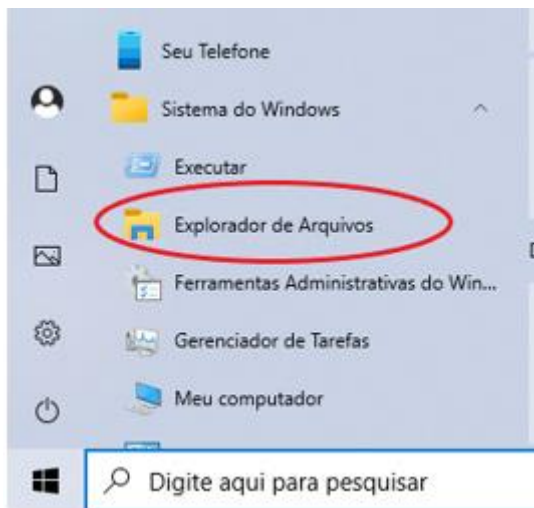 Seu Telefone
Sistema do Windows
Executar
Explorador de Arquivos
Ferramentas Administrativas do Win...
Gerenciador de Tarefas
Meu computador
Digite aqui para pesquisar